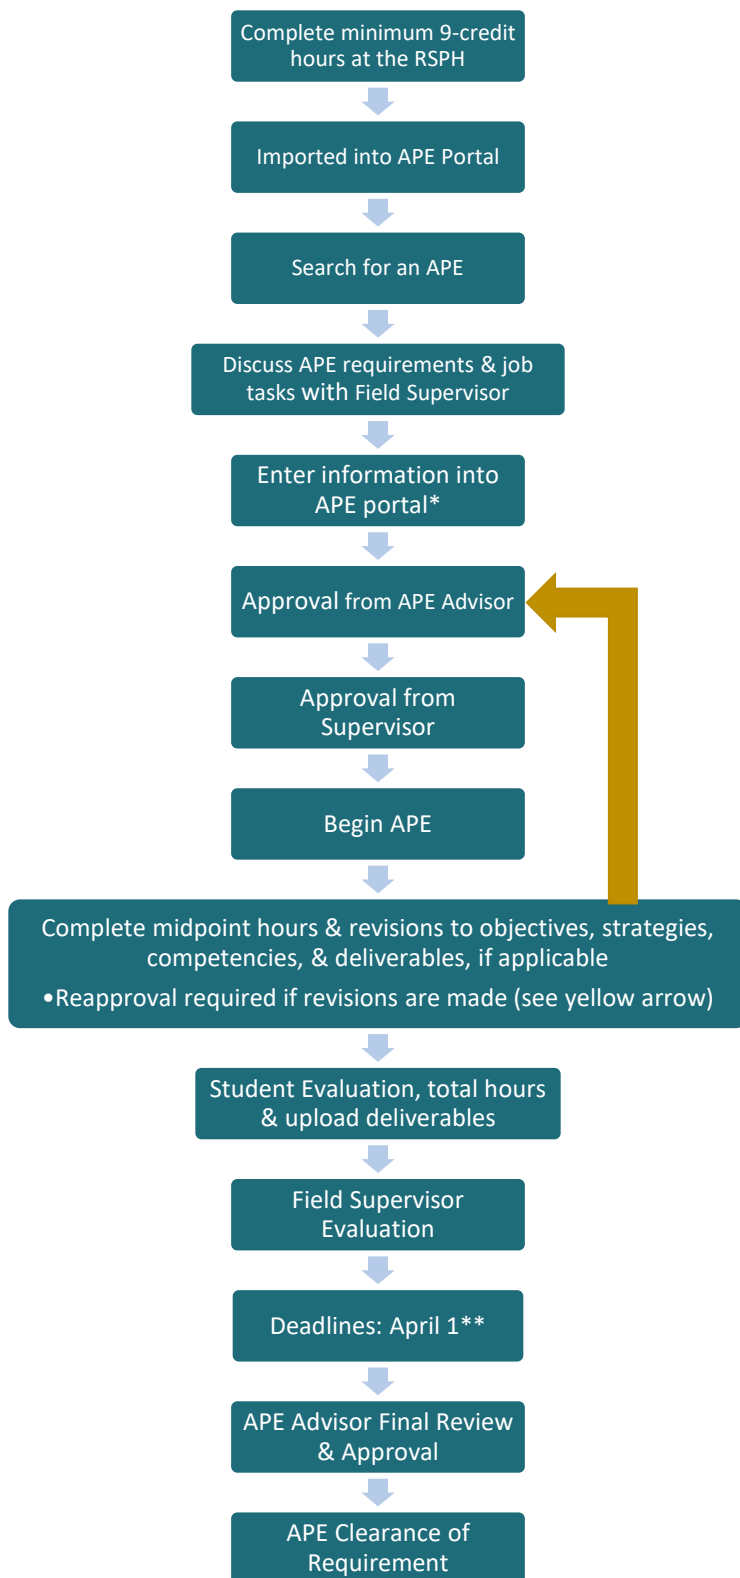 Complete minimum 9-credit
hours at the RSPH
Imported into APE Portal
Search for an APE
Discuss APE requirements & job
tasks with Field Supervisor
Enter information into
APE portal*
Approval from APE Advisor
Approval from
Supervisor
Begin APE
Complete midpoint hours & revisions to objectives, strategies,
competencies, & deliverables, if applicable
•Reapproval required if revisions are made (see yellow arrow)
Student Evaluation, total hours
& upload deliverables
Field Supervisor
Evaluation
Deadlines: April 1**
APE Advisor Final Review
& Approval
APE Clearance of
Requirement